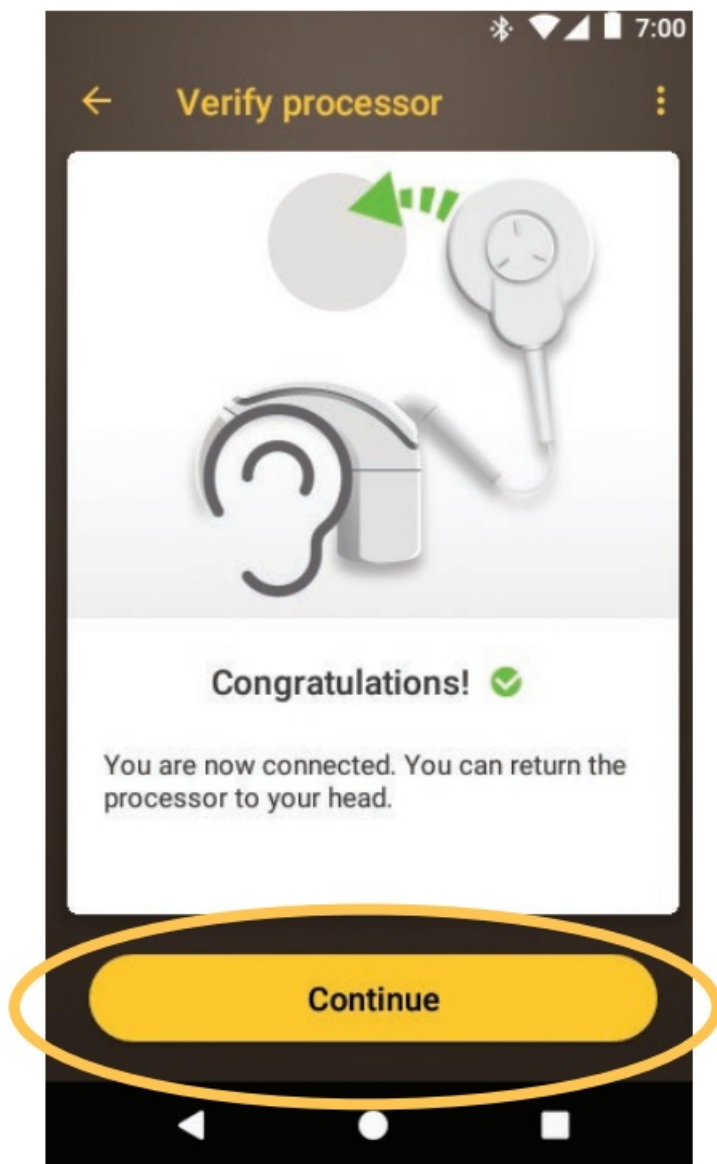 7:00
Verify processor
Congratulations!
You are now connected. You can return the
processor to your head.
Continue